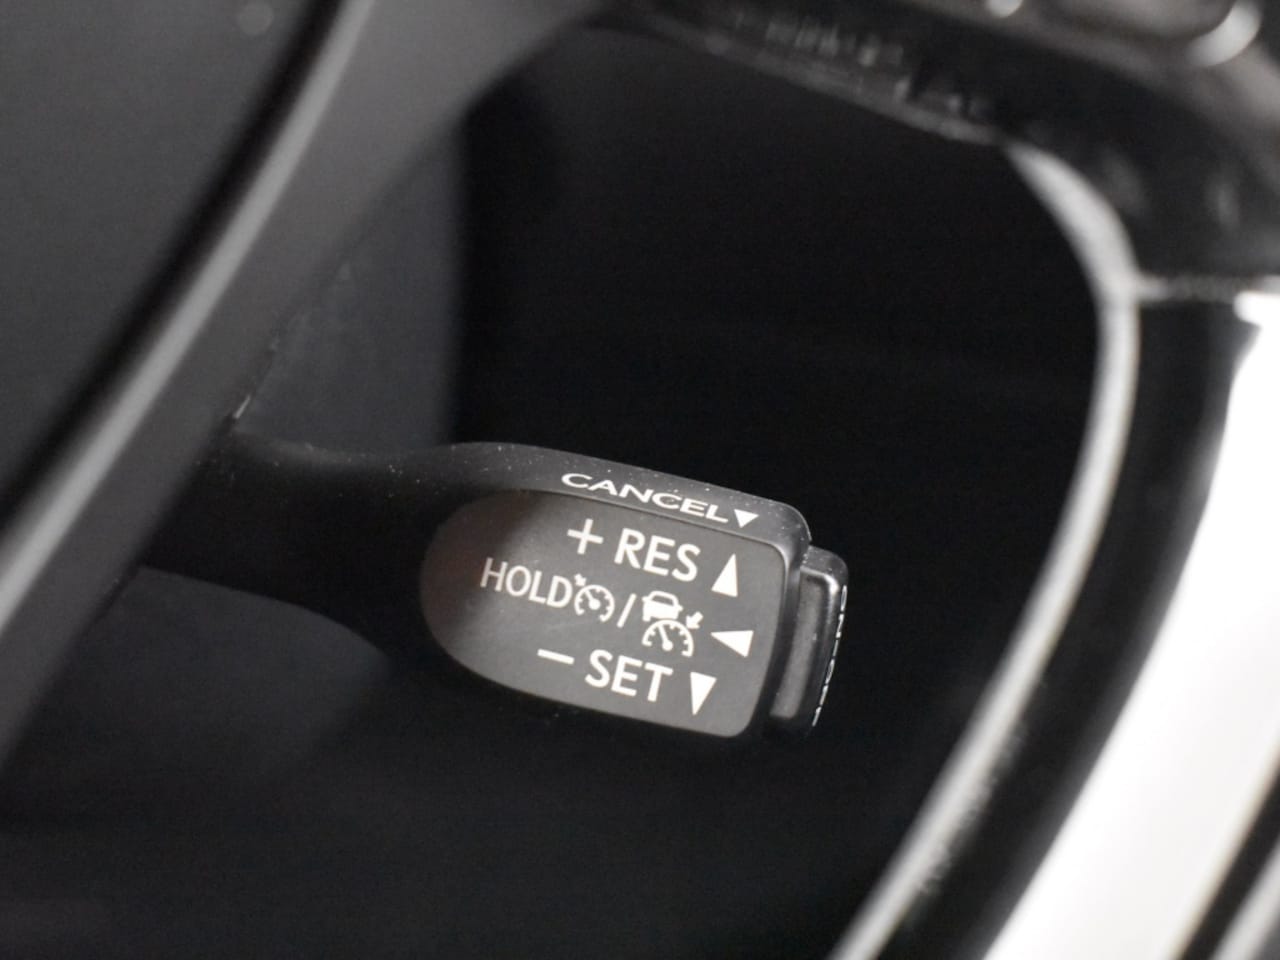 CANCEL▼
+ RES ▲
HOLD / ◀
− SET ▼